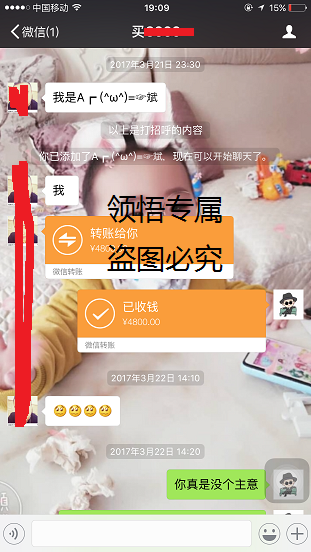 中国移动 19:09 15%
微信(1) 买
2017年3月21日 23:30
我是A┏ (^ω^)=☞斌
以上是打招呼的内容
你已添加了A┏ (^ω^)=☞斌，现在可以开始聊天了。
我
领悟专属
转账给你
¥4800.00
盗图必究
微信转账
已收钱
¥4800.00
微信转账
2017年3月22日 14:10
2017年3月22日 14:20
你真是没个主意